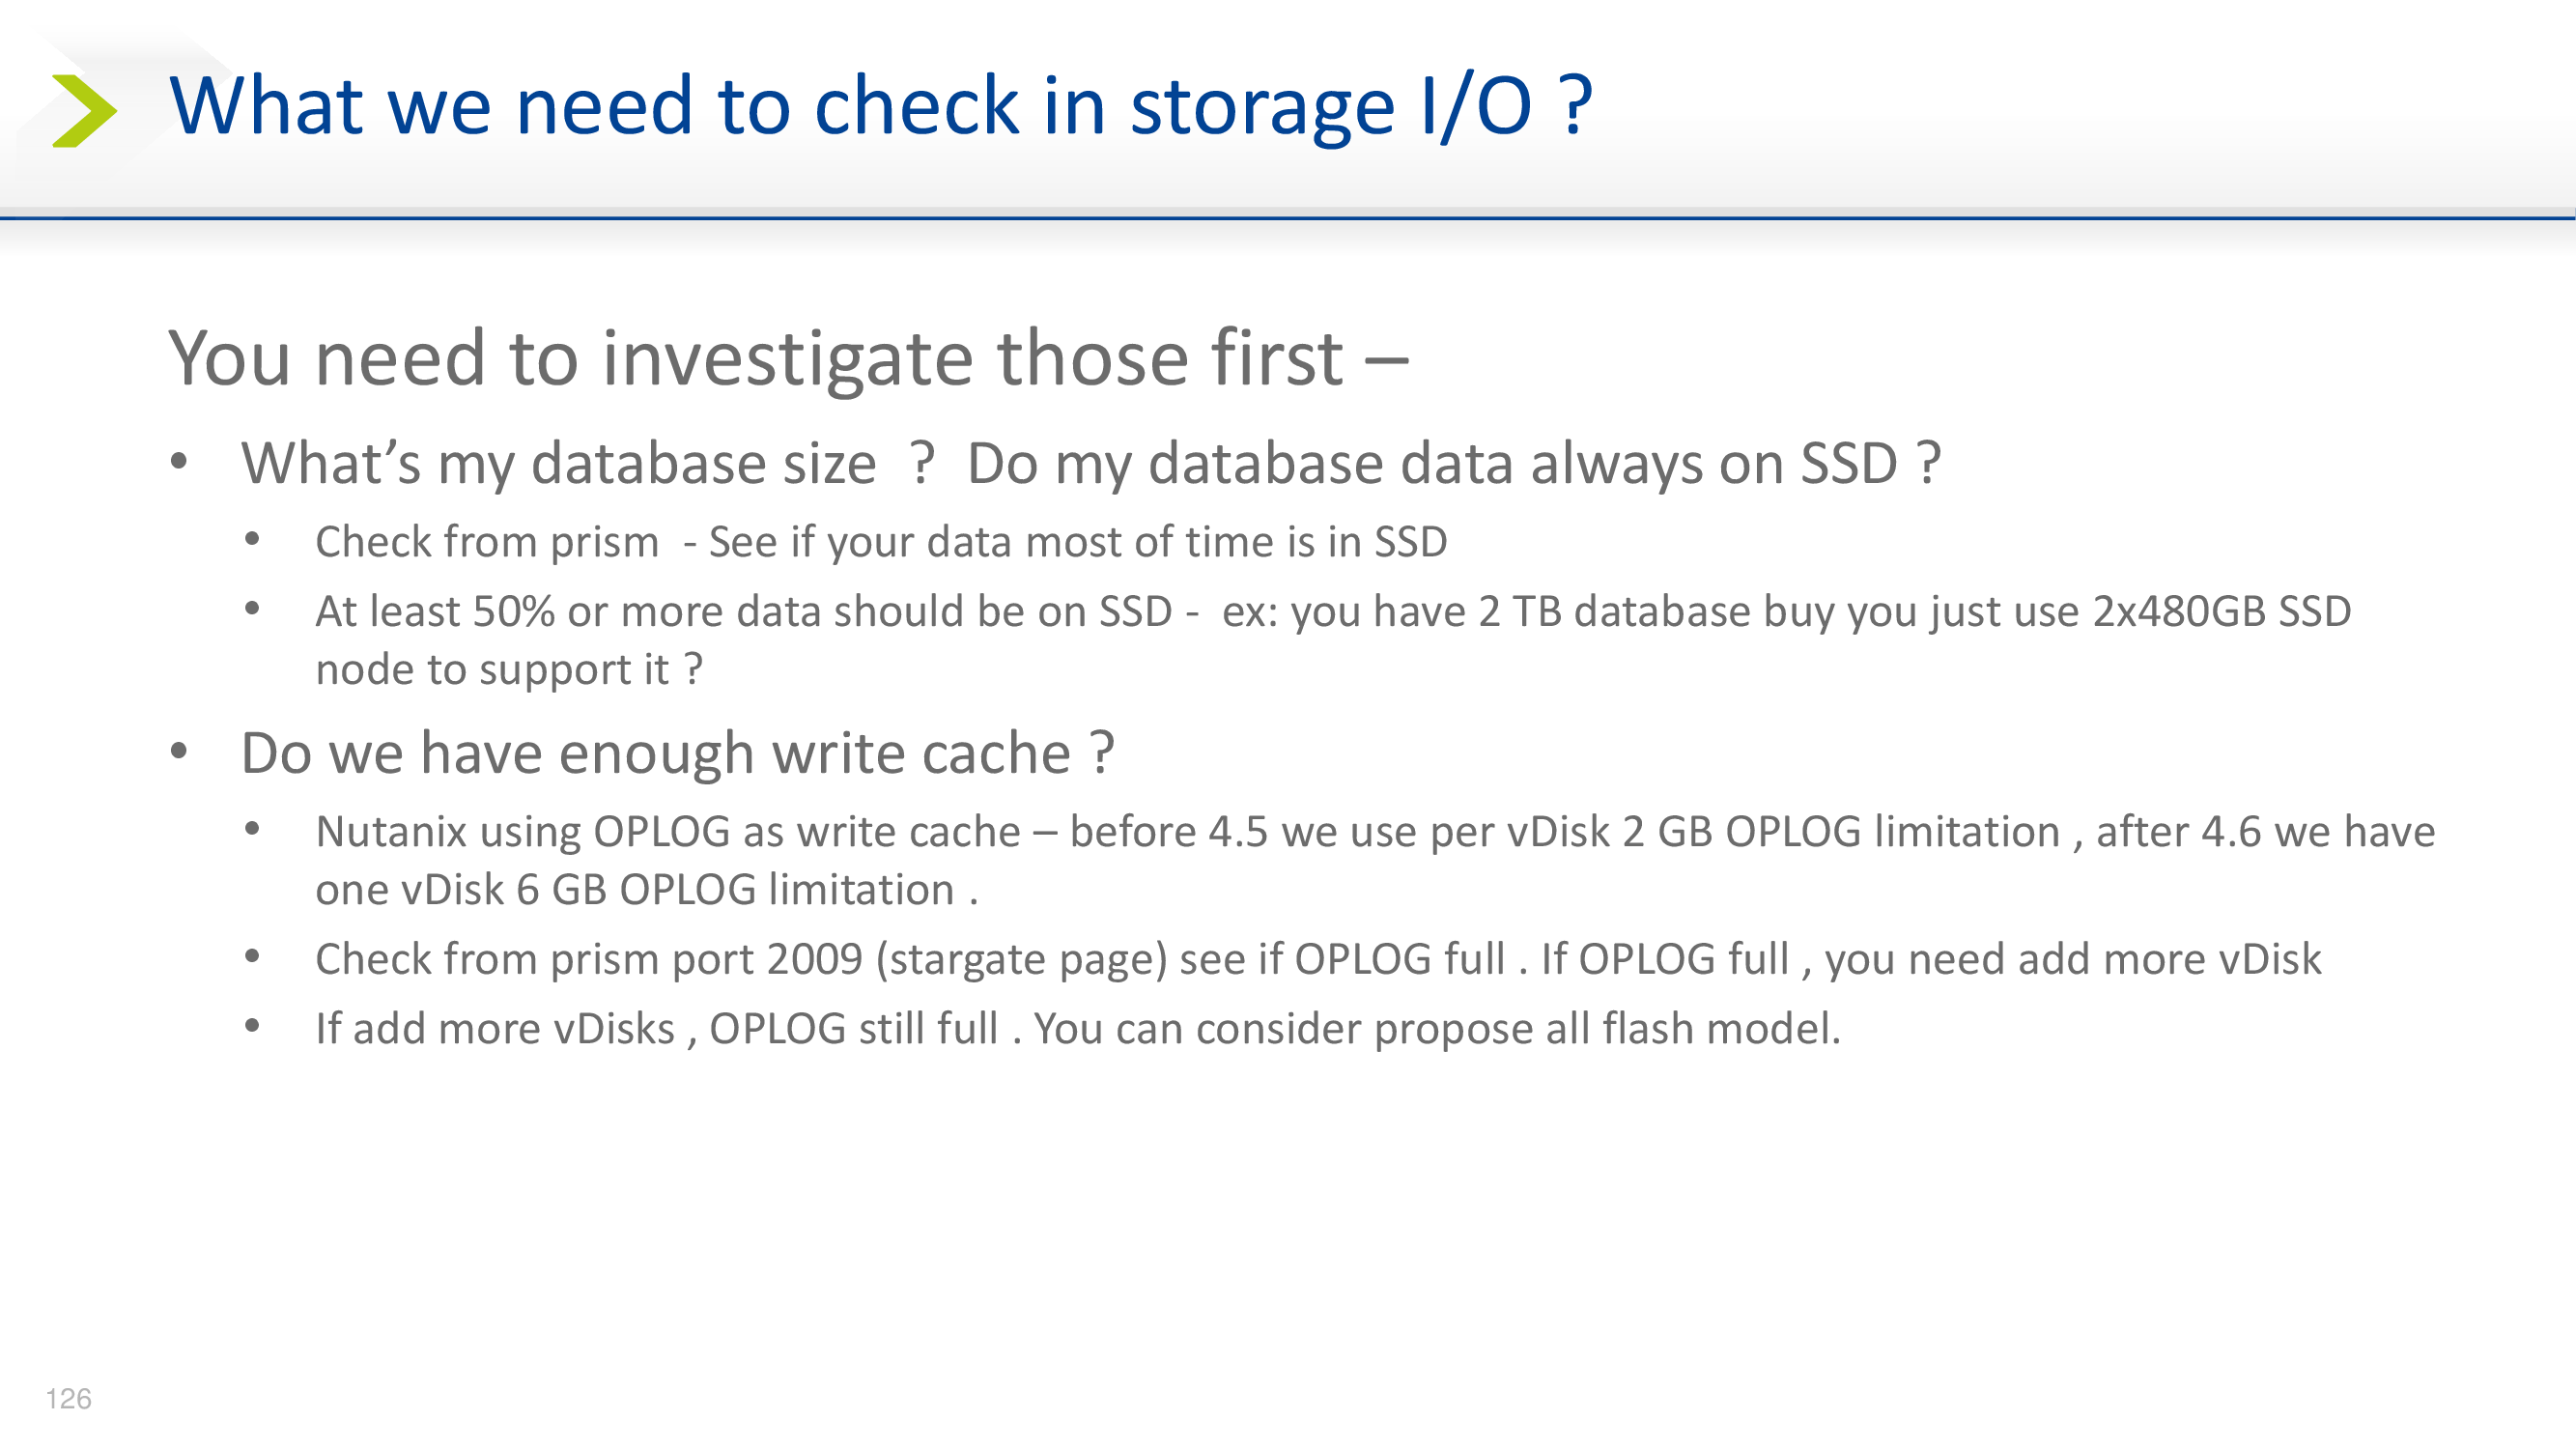 What we need to check in storage I/O ?
You need to investigate those first –
• What’s my database size ? Do my database data always on SSD ?
• Check from prism - See if your data most of time is in SSD
• At least 50% or more data should be on SSD - ex: you have 2 TB database buy you just use 2x480GB SSD
node to support it ?
• Do we have enough write cache ?
• Nutanix using OPLOG as write cache – before 4.5 we use per vDisk 2 GB OPLOG limitation , after 4.6 we have
one vDisk 6 GB OPLOG limitation .
• Check from prism port 2009 (stargate page) see if OPLOG full . If OPLOG full , you need add more vDisk
• If add more vDisks , OPLOG still full . You can consider propose all flash model.
126